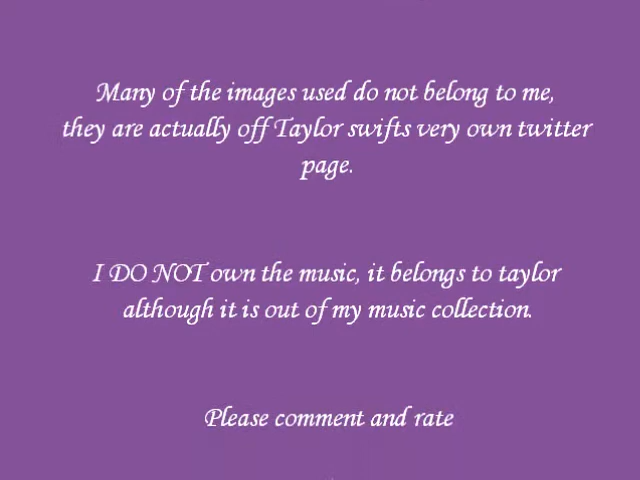 Many of the images used do not belong to me,
they are actually off Taylor swifts very own twitter
page.
I DO NOT own the music, it belongs to taylor
although it is out of my music collection.
Please comment and rate